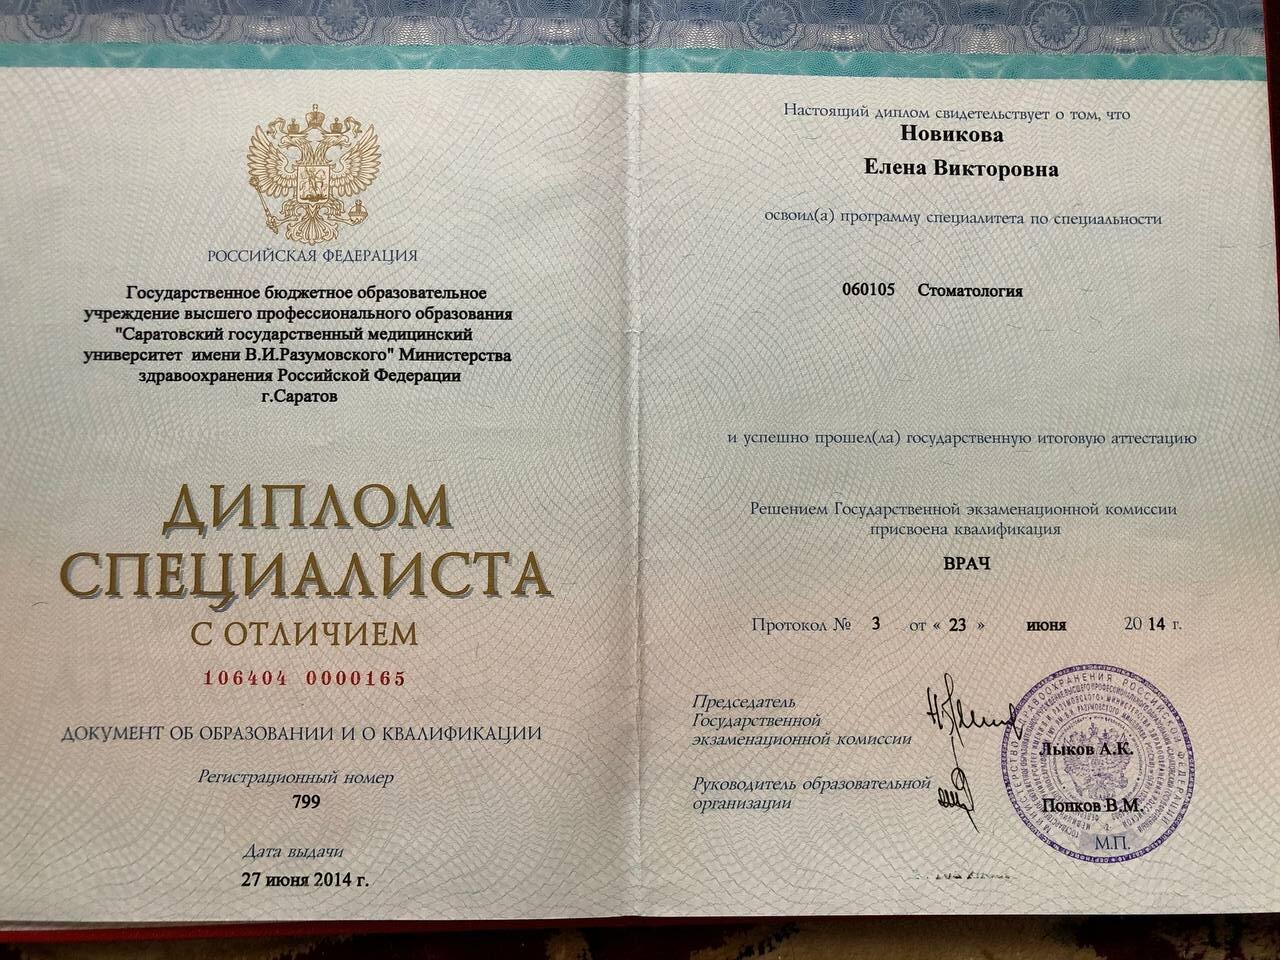 РОССИЙСКАЯ ФЕДЕРАЦИЯ
Государственное бюджетное образовательное
учреждение высшего профессионального образования
"Саратовский государственный медицинский
университет имени В.И.Разумовского" Министерства
здравоохранения Российской Федерации
г.Саратов
ДИПЛОМ
СПЕЦИАЛИСТА
С ОТЛИЧИЕМ
106404 0000165
ДОКУМЕНТ ОБ ОБРАЗОВАНИИ И О КВАЛИФИКАЦИИ
Регистрационный номер
799
Дата выдачи
27 июня 2014 г.
Настоящий диплом свидетельствует о том, что
Новикова
Елена Викторовна
освоил(а) программу специалитета по специальности
060105 Стоматология
и успешно прошел(ла) государственную итоговую аттестацию
Решением Государственной экзаменационной комиссии
присвоена квалификация
ВРАЧ
Протокол № 3 от « 23 » июня 20 14 г.
Председатель
Государственной
экзаменационной комиссии
Лыков А.К.
Руководитель образовательной
организации
Попков В.М.
М.П.